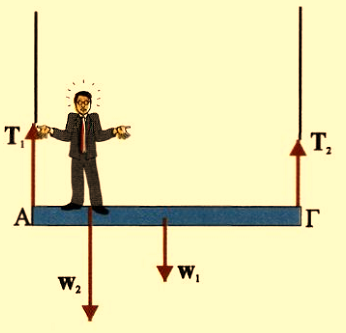 T₁
T₂
A
Γ
w₂
w₁